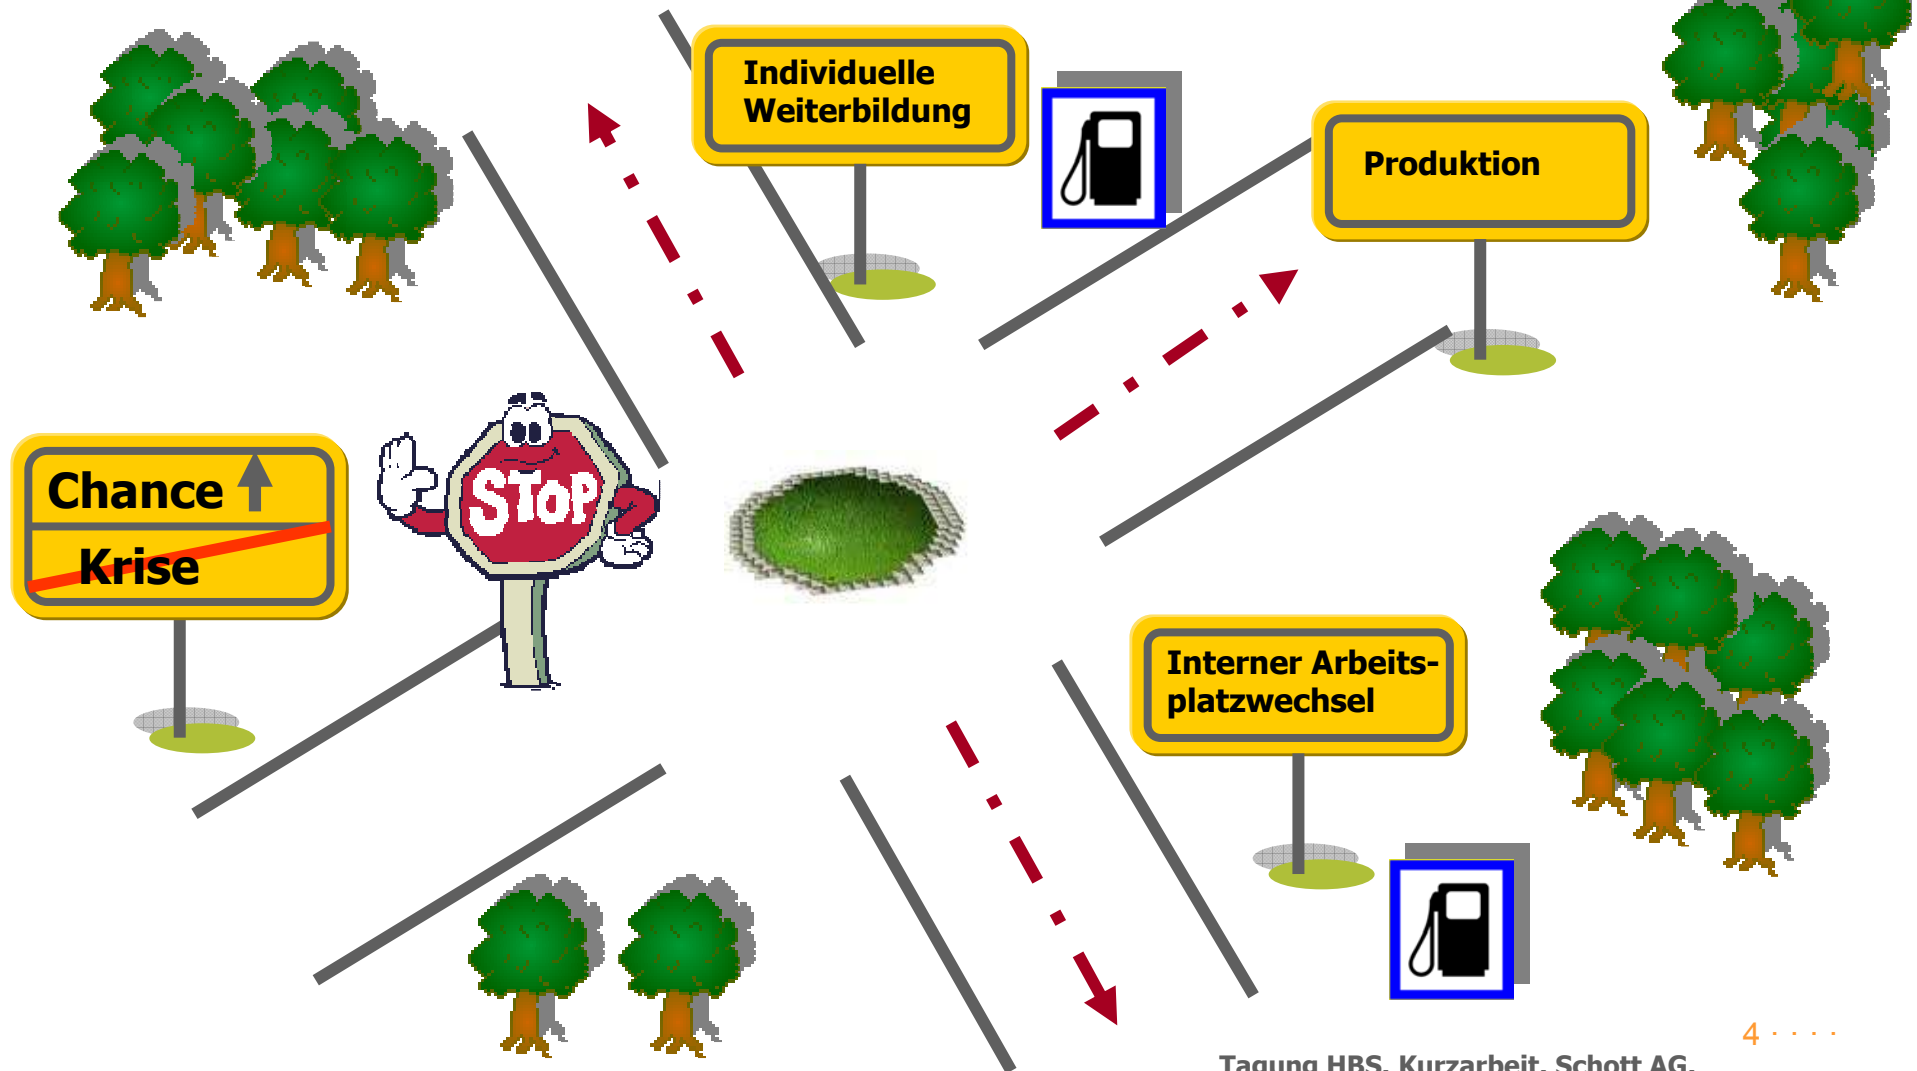 Individuelle
Weiterbildung
Produktion
Chance
Krise
STOP
Interner Arbeits-
platzwechsel
4
Tagung HBS, Kurzarbeit, Schott AG,